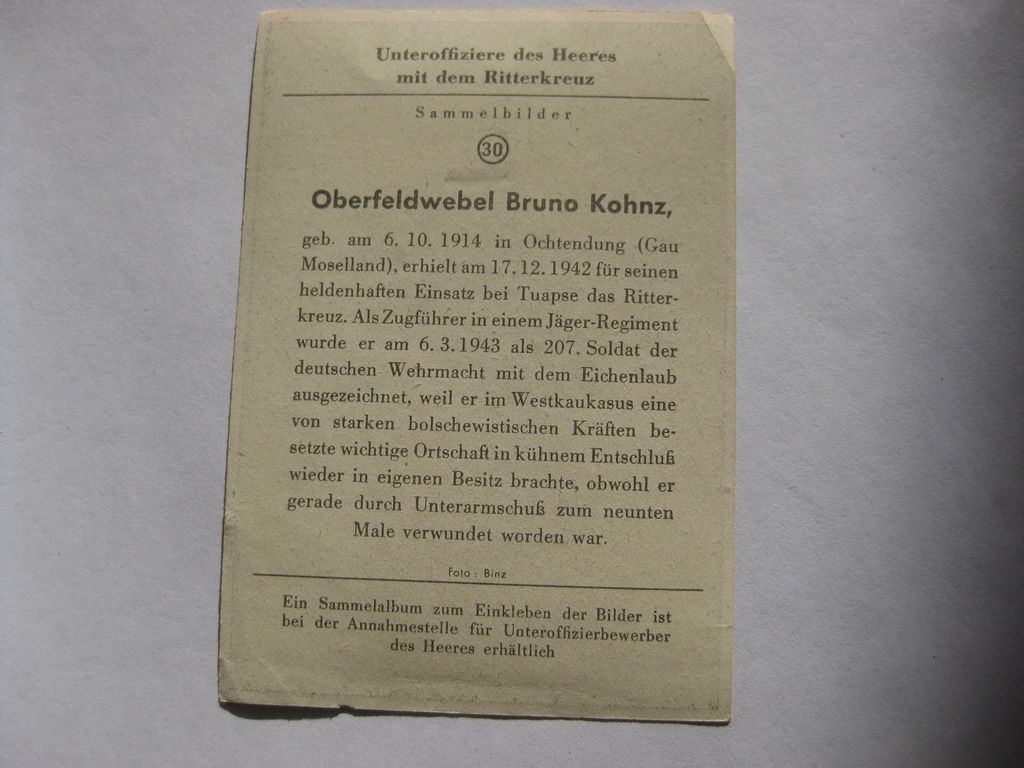 Unteroffiziere des Heeres
mit dem Ritterkreuz
Sammelbilder
30
Oberfeldwebel Bruno Kohnz,
geb. am 6. 10. 1914 in Ochtendung (Gau
Moselland), erhielt am 17. 12. 1942 für seinen
heldenhaften Einsatz bei Tuapse das Ritter-
kreuz. Als Zugführer in einem Jäger-Regiment
wurde er am 6. 3. 1943 als 207. Soldat der
deutschen Wehrmacht mit dem Eichenlaub
ausgezeichnet, weil er im Westkaukasus eine
von starken bolschewistischen Kräften be-
setzte wichtige Ortschaft in kühnem Entschluß
wieder in eigenen Besitz brachte, obwohl er
gerade durch Unterarmschuß zum neunten
Male verwundet worden war.
Foto: Binz
Ein Sammelalbum zum Einkleben der Bilder ist
bei der Annahmestelle für Unteroffizierbewerber
des Heeres erhältlich